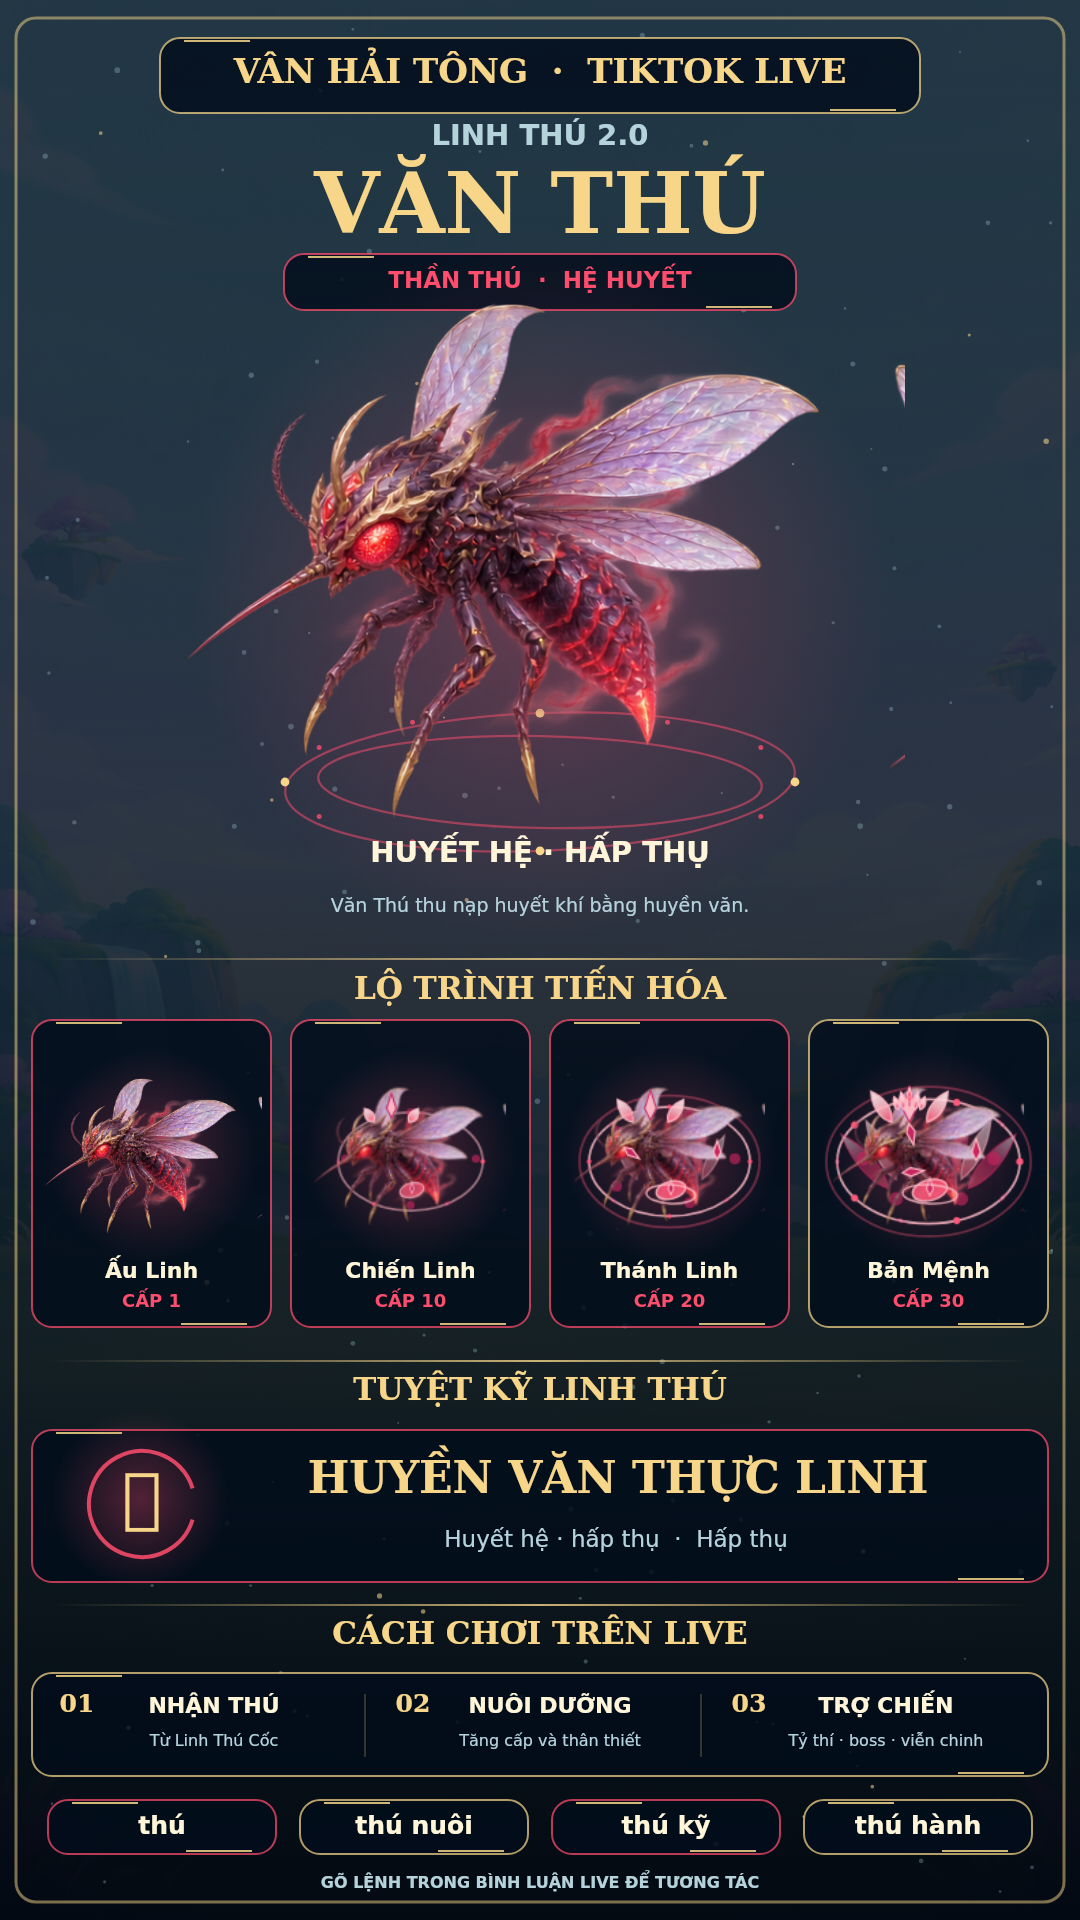 VÂN HẢI TÔNG · TIKTOK LIVE
LINH THÚ 2.0
VĂN THÚ
THẦN THÚ · HỆ HUYẾT
HUYẾT HỆ · HẤP THỤ
Văn Thú thu nạp huyết khí bằng huyền văn.
LỘ TRÌNH TIẾN HÓA
Ấu Linh
CẤP 1
Chiến Linh
CẤP 10
Thánh Linh
CẤP 20
Bản Mệnh
CẤP 30
TUYỆT KỸ LINH THÚ
HUYỀN VĂN THỰC LINH
Huyết hệ · hấp thụ · Hấp thụ
CÁCH CHƠI TRÊN LIVE
01 NHẬN THÚ
Từ Linh Thú Cốc
02 NUÔI DƯỠNG
Tăng cấp và thân thiết
03 TRỢ CHIẾN
Tỷ thí · boss · viễn chinh
thú
thú nuôi
thú kỹ
thú hành
GÕ LỆNH TRONG BÌNH LUẬN LIVE ĐỂ TƯƠNG TÁC